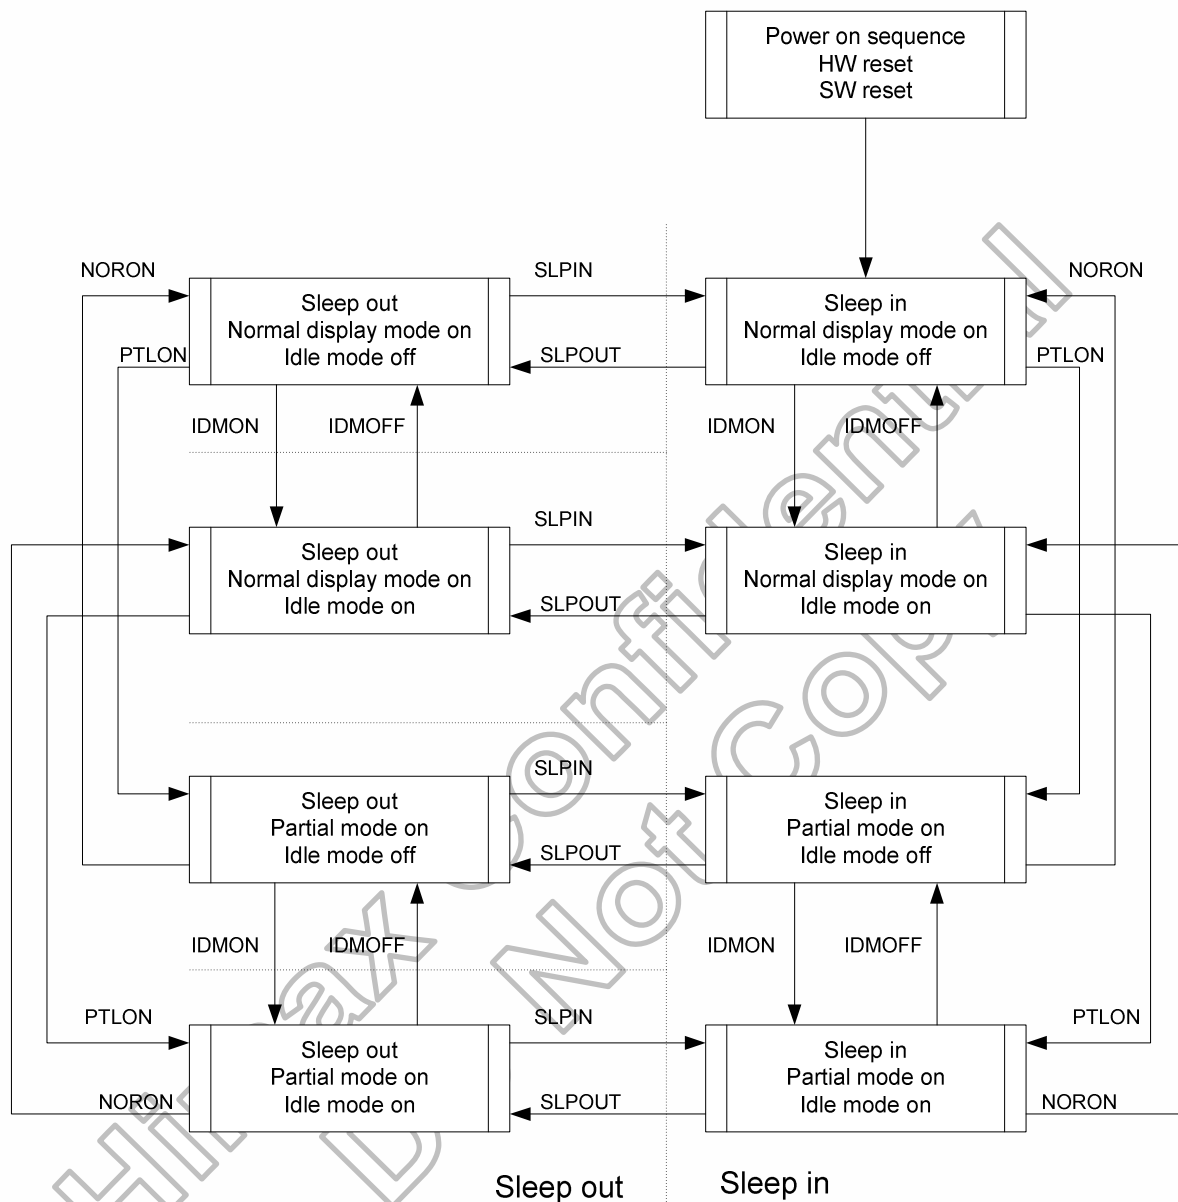 Power on sequence
HW reset
SW reset
NORON
SLPIN
NORON
Sleep out
Normal display mode on
Idle mode off
Sleep in
Normal display mode on
Idle mode off
PTLON
SLPOUT
PTLON
IDMON
IDMOFF
IDMON
IDMOFF
SLPIN
Sleep out
Normal display mode on
Idle mode on
Sleep in
Normal display mode on
Idle mode on
SLPOUT
SLPIN
Sleep out
Partial mode on
Idle mode off
Sleep in
Partial mode on
Idle mode off
SLPOUT
IDMON
IDMOFF
IDMON
IDMOFF
PTLON
SLPIN
PTLON
Sleep out
Partial mode on
Idle mode on
Sleep in
Partial mode on
Idle mode on
NORON
SLPOUT
NORON
Sleep out
Sleep in
Himax Confidential
Not Copy